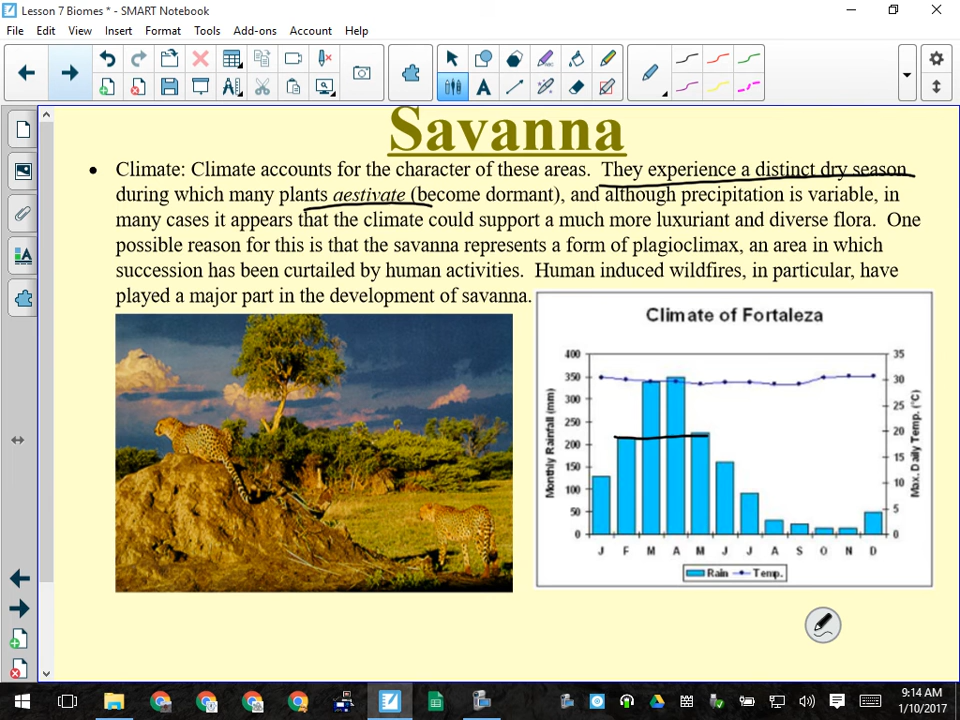 Lesson 7 Biomes * - SMART Notebook
File Edit View Insert Format Tools Add-ons Account Help
Savanna
• Climate: Climate accounts for the character of these areas. They experience a distinct dry season
during which many plants aestivate (become dormant), and although precipitation is variable, in
many cases it appears that the climate could support a much more luxuriant and diverse flora. One
possible reason for this is that the savanna represents a form of plagioclimax, an area in which
succession has been curtailed by human activities. Human induced wildfires, in particular, have
played a major part in the development of savanna.
Climate of Fortaleza
Monthly Rainfall (mm)
400
350
300
250
200
150
100
50
0
35
30
25
20
15
10
5
0
Max. Daily Temp. (°C)
J F M A M J J A S O N D
Rain Temp.
9:14 AM
1/10/2017